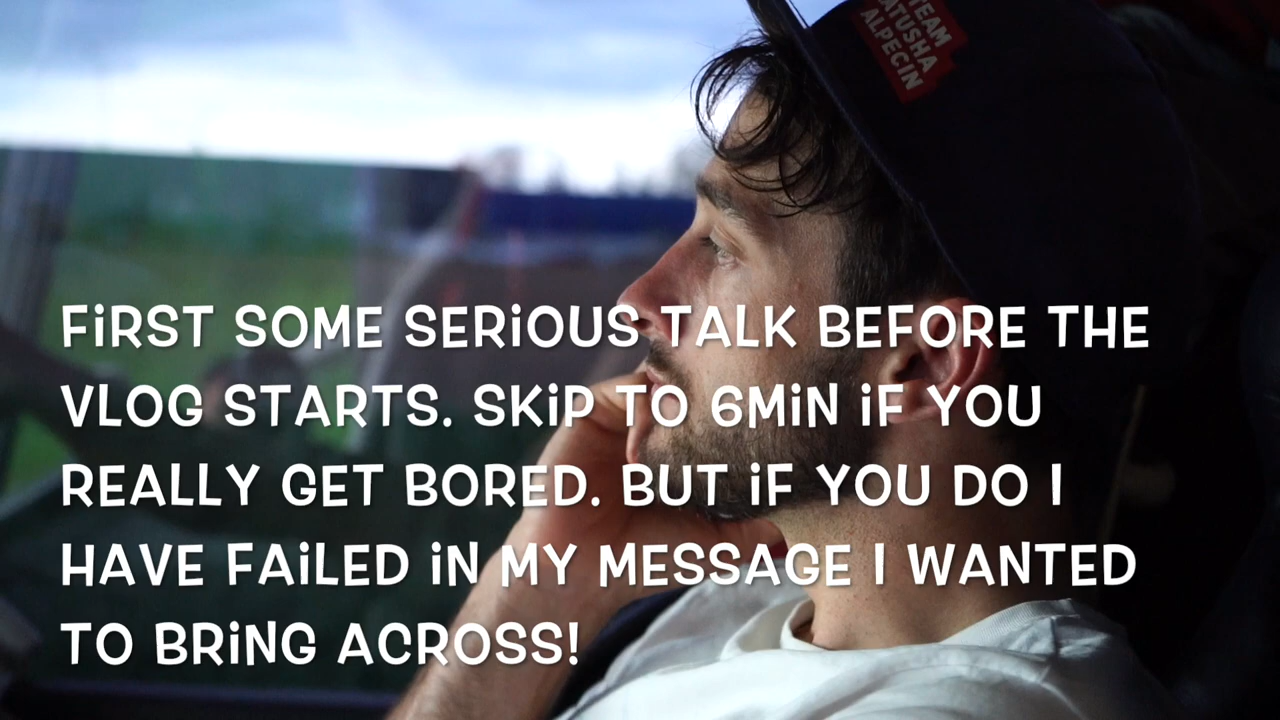 TEAM
KATUSHA
ALPECIN
FIRST SOME SERIOUS TALK BEFORE THE
VLOG STARTS. SKIP TO 6MIN IF YOU
REALLY GET BORED. BUT IF YOU DO I
HAVE FAILED IN MY MESSAGE I WANTED
TO BRING ACROSS!